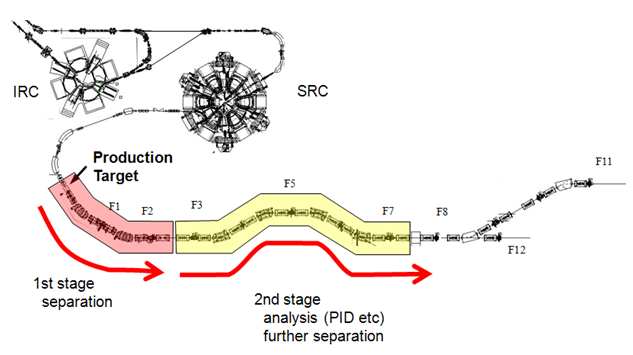 IRC
SRC
Production
Target
F1
F2
F3
F5
F7
F8
F11
F12
1st stage
separation
2nd stage
analysis (PID etc)
further separation